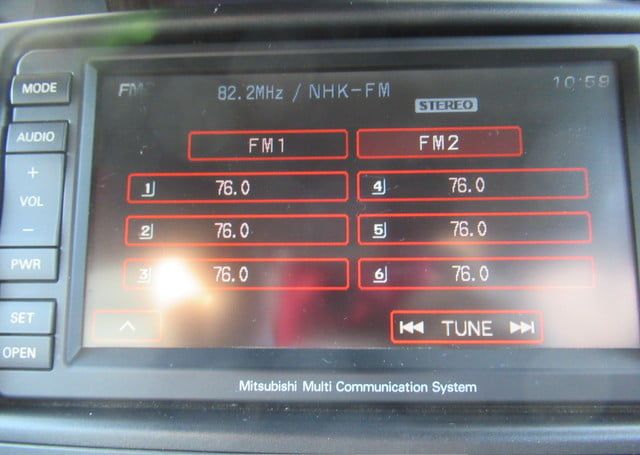 MODE
AUDIO
+
VOL
−
PWR
SET
OPEN
82.2MHz / NHK-FM
STEREO
10:59
FM1 FM2
1 76.0 4 76.0
2 76.0 5 76.0
3 76.0 6 76.0
TUNE
Mitsubishi Multi Communication System